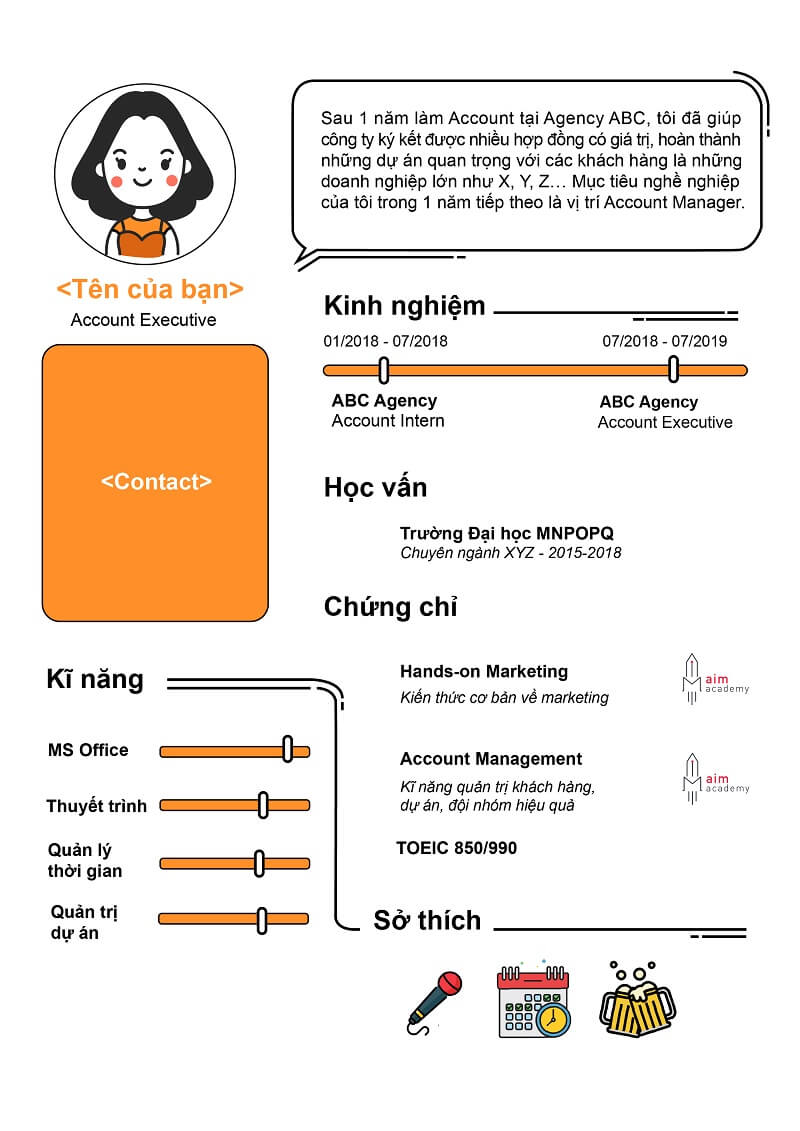 Sau 1 năm làm Account tại Agency ABC, tôi đã giúp
công ty ký kết được nhiều hợp đồng có giá trị, hoàn thành
những dự án quan trọng với các khách hàng là những
doanh nghiệp lớn như X, Y, Z… Mục tiêu nghề nghiệp
của tôi trong 1 năm tiếp theo là vị trí Account Manager.
<Tên của bạn>
Account Executive
<Contact>
Kinh nghiệm
01/2018 - 07/2018
07/2018 - 07/2019
ABC Agency
Account Intern
ABC Agency
Account Executive
Học vấn
Trường Đại học MNPOPQ
Chuyên ngành XYZ - 2015-2018
Chứng chỉ
Hands-on Marketing
Kiến thức cơ bản về marketing
aim
academy
Account Management
Kĩ năng quản trị khách hàng,
dự án, đội nhóm hiệu quả
aim
academy
TOEIC 850/990
Kĩ năng
MS Office
Thuyết trình
Quản lý
thời gian
Quản trị
dự án
Sở thích